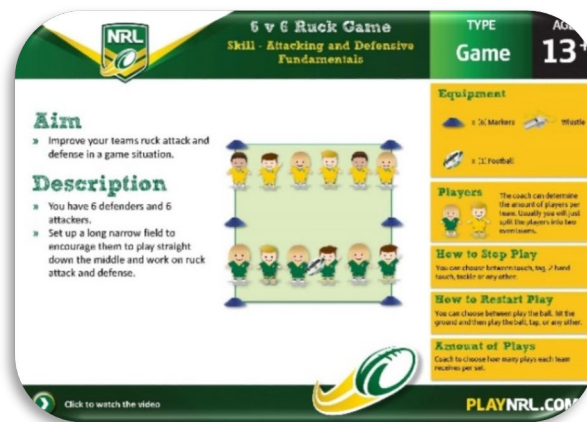 NRL
6 v 6 Ruck Game
Skill - Attacking and Defensive
Fundamentals
TYPE
Game
13+
Aim
» Improve your teams ruck attack and
defense in a game situation.
Description
» You have 6 defenders and 6
attackers.
» Set up a long narrow field to
encourage them to play straight
down the middle and work on ruck
attack and defense.
Equipment
x (6) Markers
Whistle
x (1) Football
Players
The coach can determine
the amount of players per
team. Usually you will just
split the players into two
even teams.
How to Stop Play
You can choose between touch, tag, 2 hand
touch, tackle or any other.
How to Restart Play
You can choose between play the ball, hit the
ground and then play the ball, tap, or any other.
Amount of Plays
Coach to choose how many plays each team
receives per set.
Click to watch the video
PLAYNRL.COM